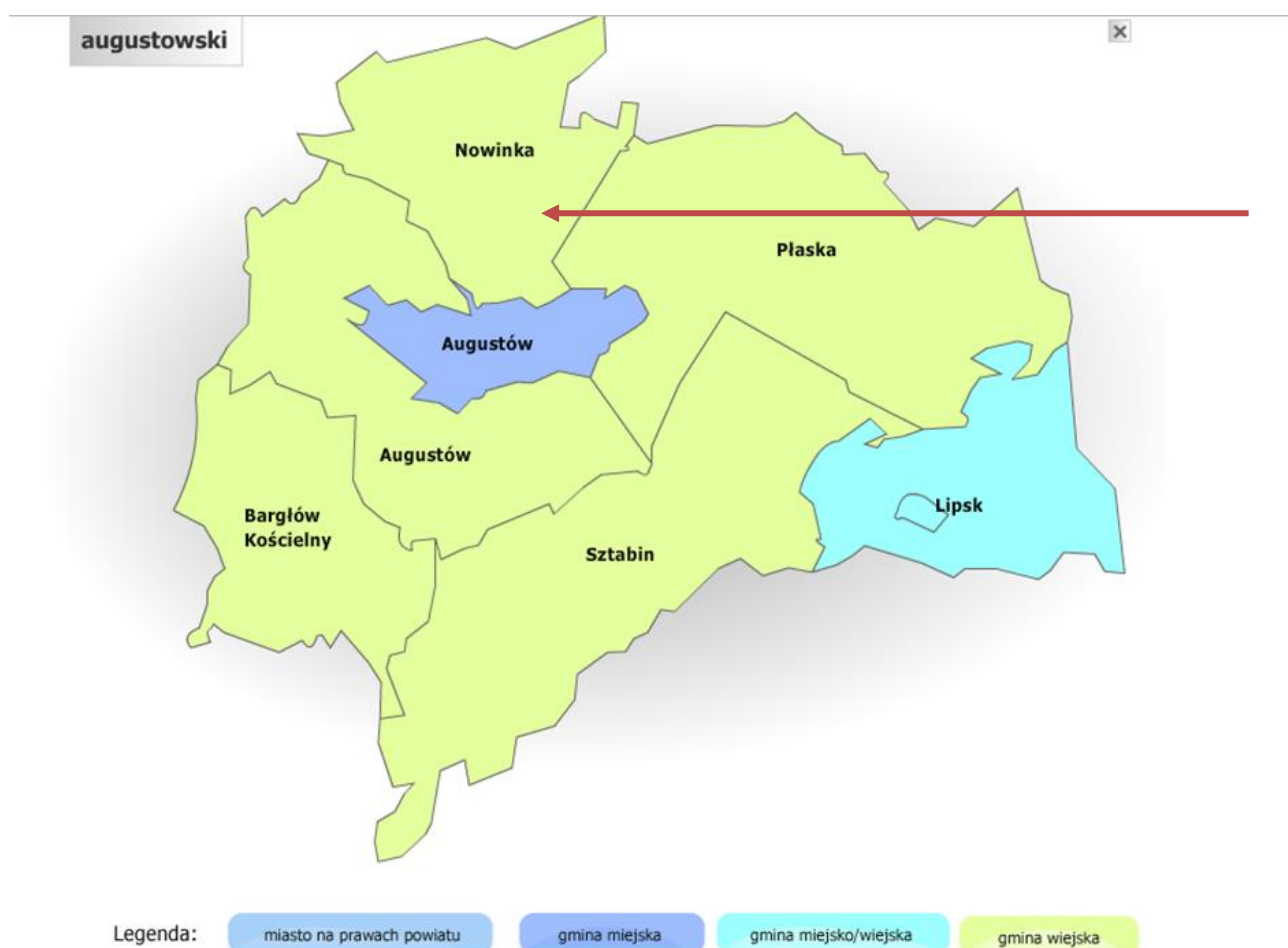 augustowski
Nowinka
Płaska
Augustów
Augustów
Bargłów
Kościelny
Lipsk
Sztabin
Legenda:
miasto na prawach powiatu
gmina miejska
gmina miejsko/wiejska
gmina wiejska